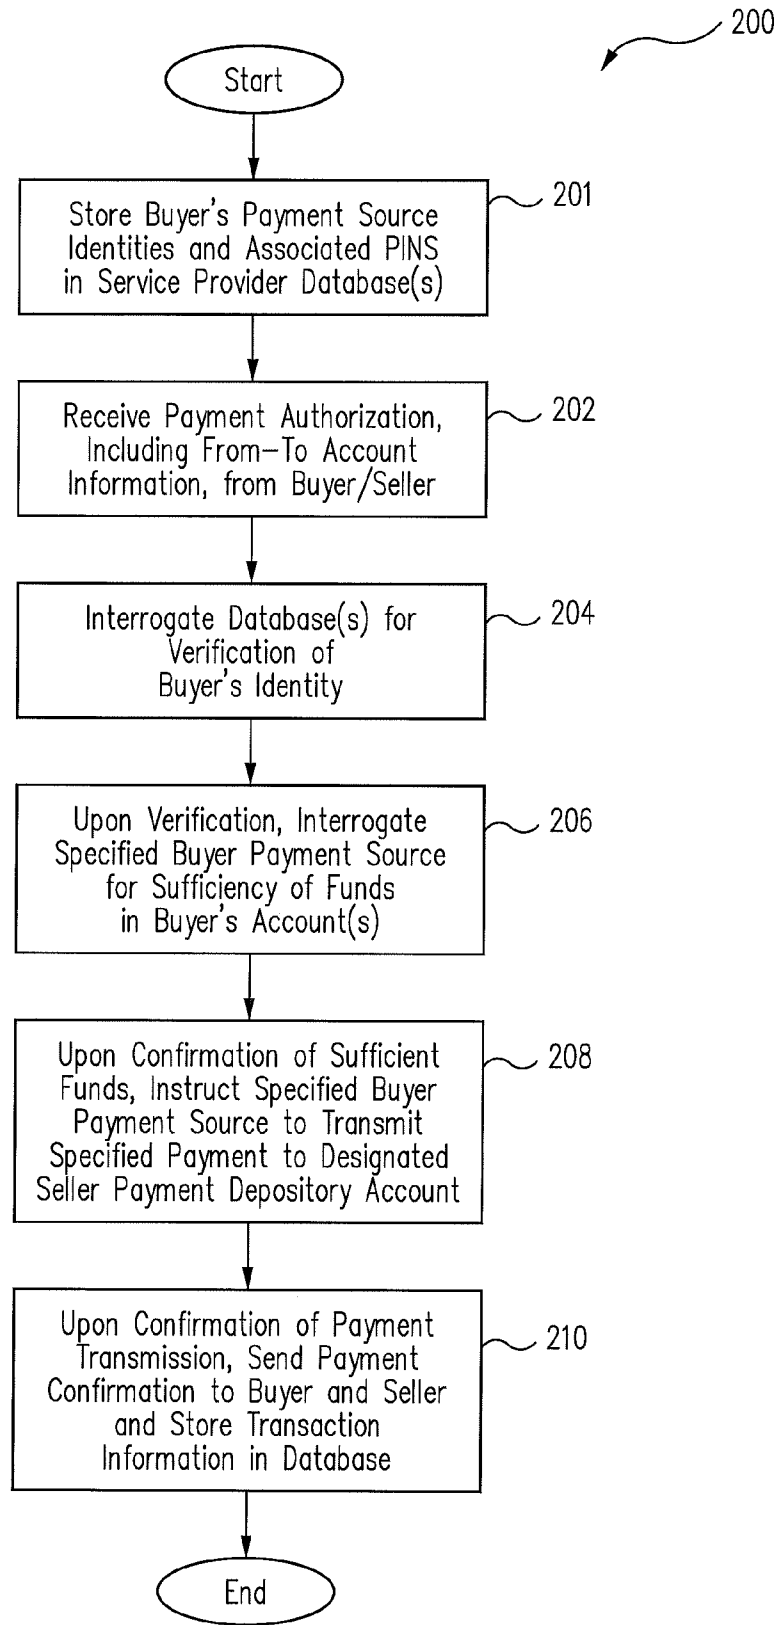 200
Start
201
Store Buyer's Payment Source
Identities and Associated PINS
in Service Provider Database(s)
202
Receive Payment Authorization,
Including From-To Account
Information, from Buyer/Seller
204
Interrogate Database(s) for
Verification of
Buyer's Identity
206
Upon Verification, Interrogate
Specified Buyer Payment Source
for Sufficiency of Funds
in Buyer's Account(s)
208
Upon Confirmation of Sufficient
Funds, Instruct Specified Buyer
Payment Source to Transmit
Specified Payment to Designated
Seller Payment Depository Account
210
Upon Confirmation of Payment
Transmission, Send Payment
Confirmation to Buyer and Seller
and Store Transaction
Information in Database
End